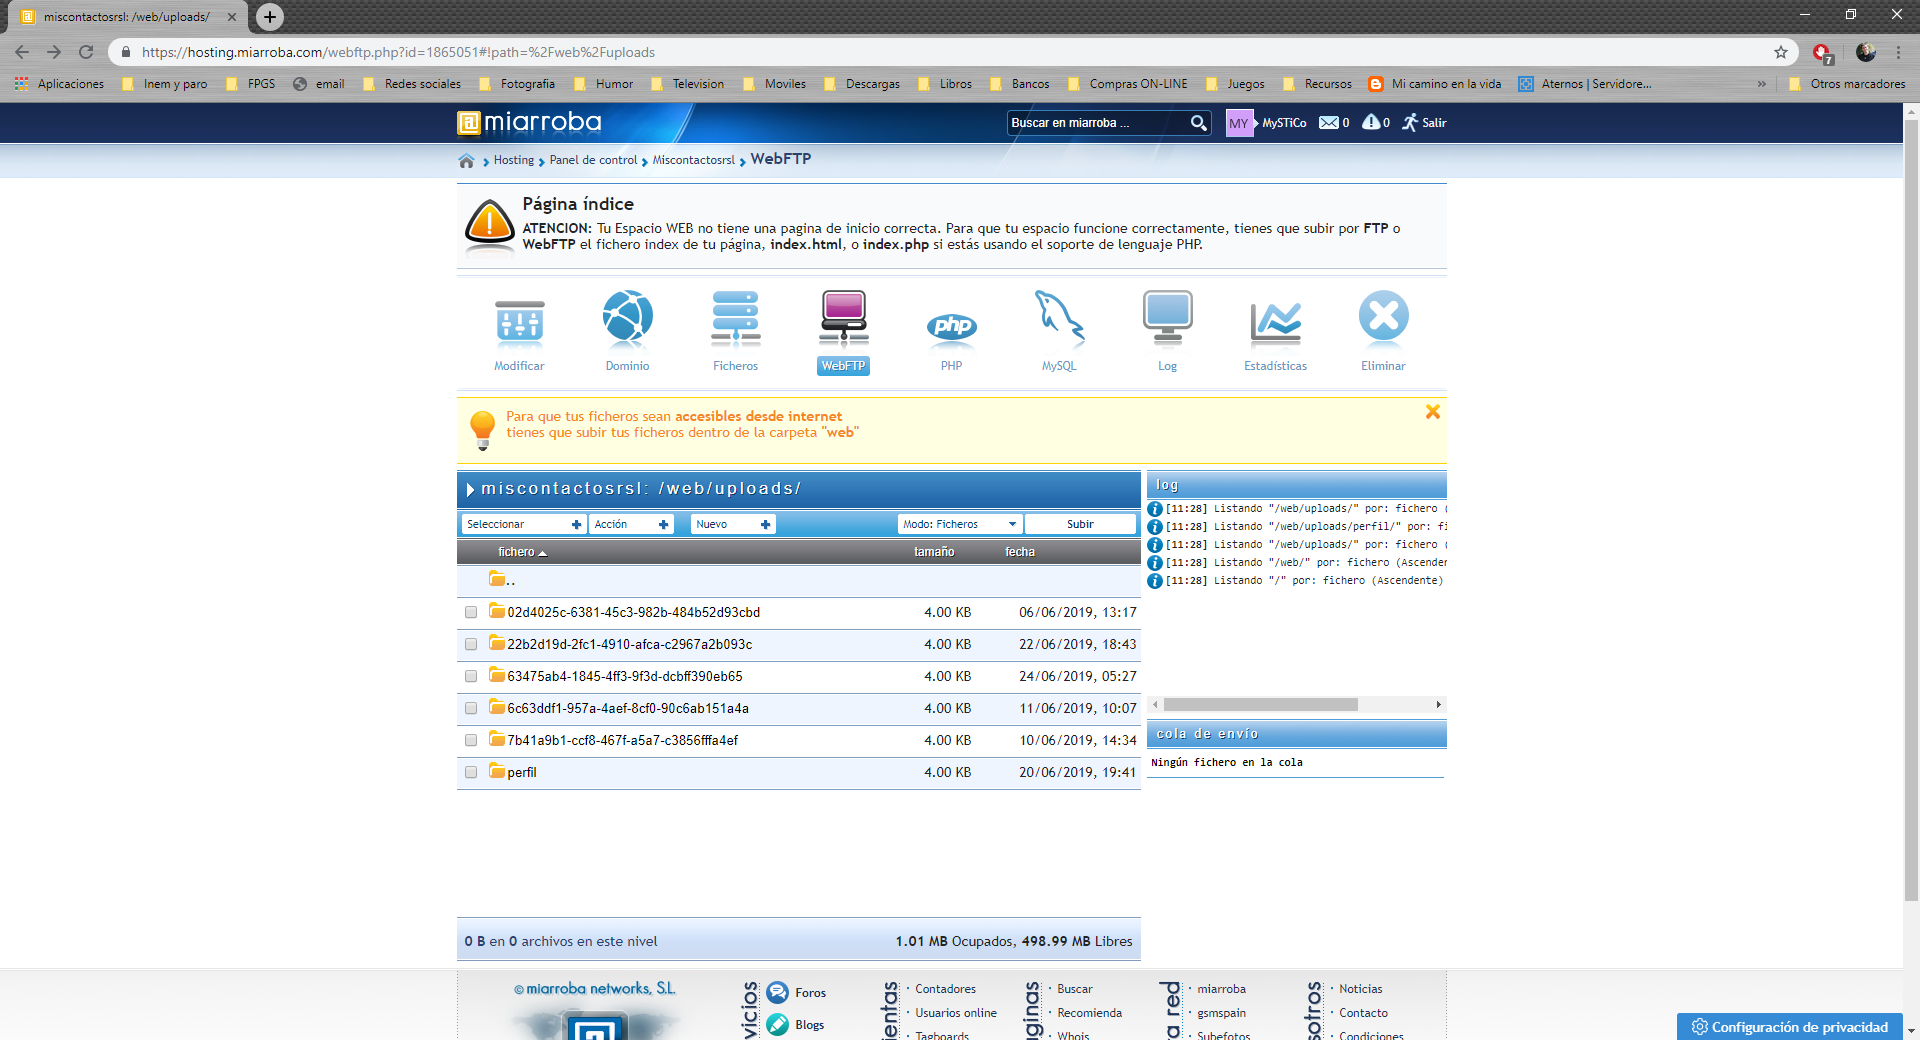 miscontactosrsl: /web/uploads/
https://hosting.miarroba.com/webftp.php?id=1865051#!path=%2Fweb%2Fuploads
7
Aplicaciones Inem y paro FPGS email Redes sociales Fotografia Humor Television Moviles Descargas Libros Bancos Compras ON-LINE Juegos Recursos Mi camino en la vida Aternos | Servidore... » Otros marcadores
@miarroba
Buscar en miarroba ...
MY MySTiCo 0 0 Salir
Hosting Panel de control Miscontactosrsl WebFTP
Página índice
ATENCION: Tu Espacio WEB no tiene una pagina de inicio correcta. Para que tu espacio funcione correctamente, tienes que subir por FTP o
WebFTP el fichero index de tu página, index.html, o index.php si estás usando el soporte de lenguaje PHP.
php
Modificar Dominio Ficheros WebFTP PHP MySQL Log Estadísticas Eliminar
Para que tus ficheros sean accesibles desde internet
tienes que subir tus ficheros dentro de la carpeta "web"
miscontactosrsl: /web/uploads/
Seleccionar Acción Nuevo Modo: Ficheros Subir
fichero tamaño fecha
..
02d4025c-6381-45c3-982b-484b52d93cbd 4.00 KB 06/06/2019, 13:17
22b2d19d-2fc1-4910-afca-c2967a2b093c 4.00 KB 22/06/2019, 18:43
63475ab4-1845-4ff3-9f3d-dcbff390eb65 4.00 KB 24/06/2019, 05:27
6c63ddf1-957a-4aef-8cf0-90c6ab151a4a 4.00 KB 11/06/2019, 10:07
7b41a9b1-ccf8-467f-a5a7-c3856fffa4ef 4.00 KB 10/06/2019, 14:34
perfil 4.00 KB 20/06/2019, 19:41
0 B en 0 archivos en este nivel 1.01 MB Ocupados, 498.99 MB Libres
log
[11:28] Listando "/web/uploads/" por: fichero (
[11:28] Listando "/web/uploads/perfil/" por: fi
[11:28] Listando "/web/uploads/" por: fichero (
[11:28] Listando "/web/" por: fichero (Ascenden
[11:28] Listando "/" por: fichero (Ascendente)
cola de envío
Ningún fichero en la cola
© miarroba networks, S.L.
vicios
Foros
Blogs
ientas
· Contadores
· Usuarios online
· Tagboards
ginas
· Buscar
· Recomienda
· Whois
a red
· miarroba
· gsmspain
· Subefotos
sotros
· Noticias
· Contacto
· Condiciones
Configuración de privacidad